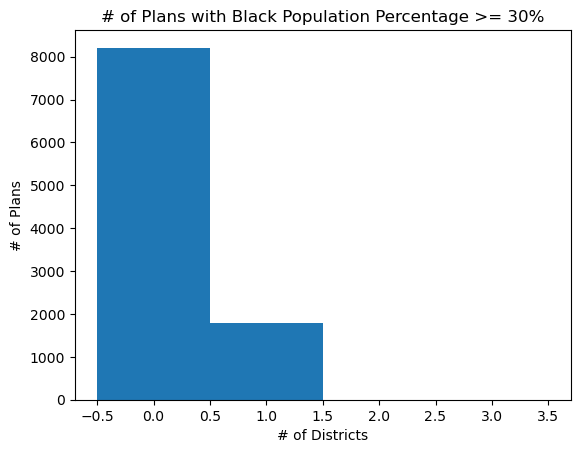 # of Plans with Black Population Percentage >= 30%
# of Plans
8000
7000
6000
5000
4000
3000
2000
1000
0
−0.5 0.0 0.5 1.0 1.5 2.0 2.5 3.0 3.5
# of Districts